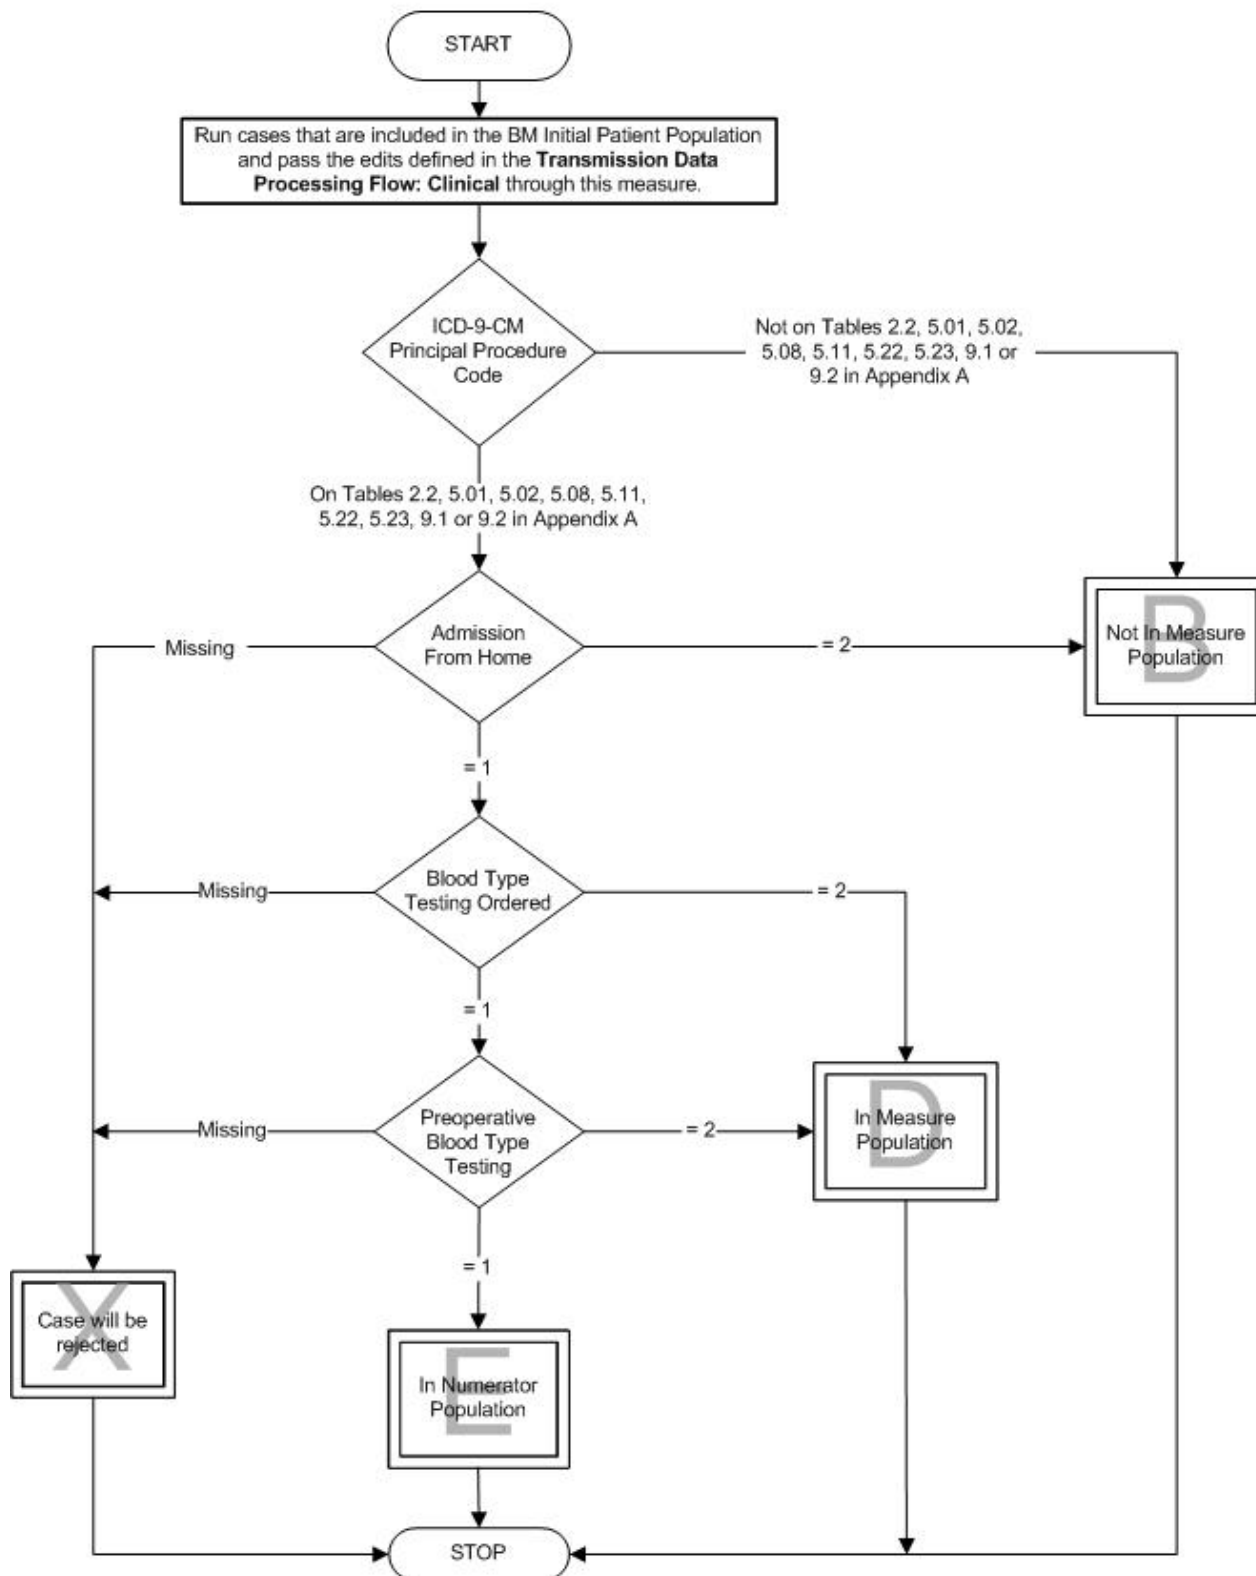 START
Run cases that are included in the BM Initial Patient Population
and pass the edits defined in the Transmission Data
Processing Flow: Clinical through this measure.
ICD-9-CM
Principal Procedure
Code
Not on Tables 2.2, 5.01, 5.02,
5.08, 5.11, 5.22, 5.23, 9.1 or
9.2 in Appendix A
On Tables 2.2, 5.01, 5.02, 5.08, 5.11,
5.22, 5.23, 9.1 or 9.2 in Appendix A
Missing
Admission
From Home
= 2
B
Not In Measure
Population
= 1
Missing
Blood Type
Testing Ordered
= 2
= 1
Missing
Preoperative
Blood Type
Testing
= 2
D
In Measure
Population
= 1
X
Case will be
rejected
E
In Numerator
Population
STOP